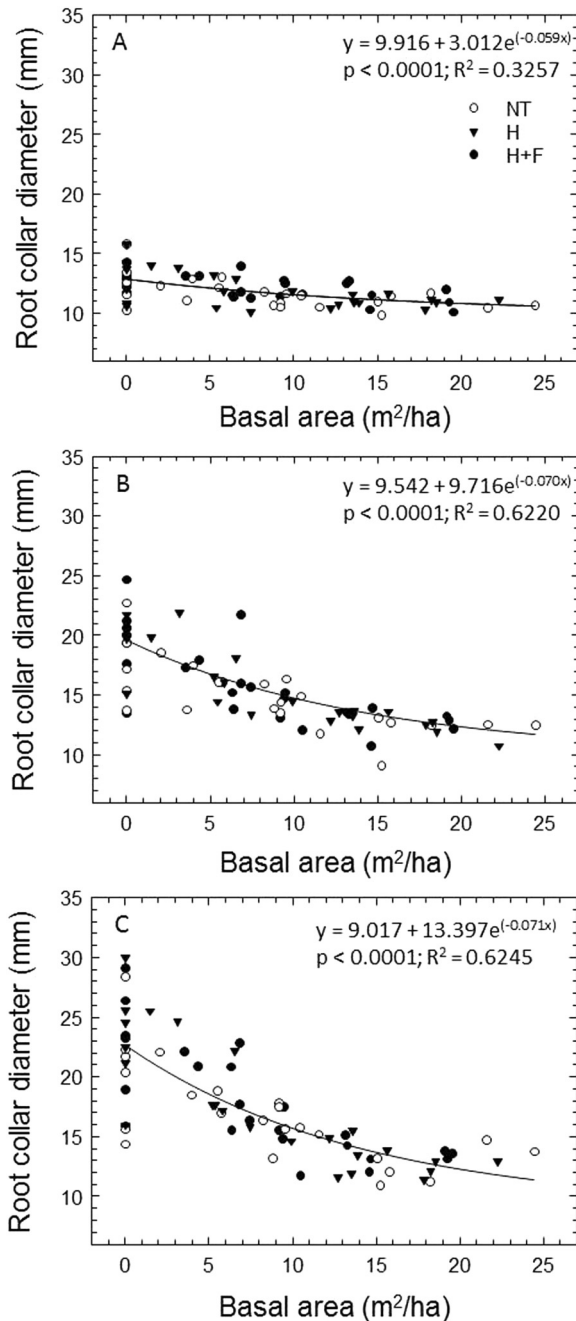 A
y = 9.916 + 3.012e^(-0.059x)
p < 0.0001; R² = 0.3257
NT
H
H+F
Root collar diameter (mm)
35
30
25
20
15
10
0 5 10 15 20 25
Basal area (m²/ha)
B
y = 9.542 + 9.716e^(-0.070x)
p < 0.0001; R² = 0.6220
Root collar diameter (mm)
35
30
25
20
15
10
0 5 10 15 20 25
Basal area (m²/ha)
C
y = 9.017 + 13.397e^(-0.071x)
p < 0.0001; R² = 0.6245
Root collar diameter (mm)
35
30
25
20
15
10
0 5 10 15 20 25
Basal area (m²/ha)